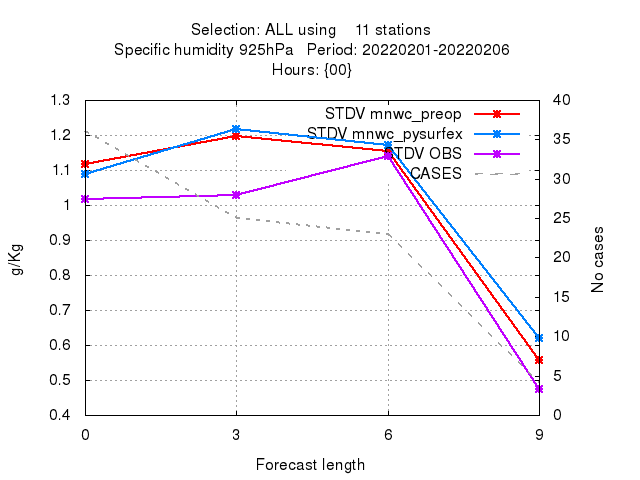 Selection: ALL using    11 stations
Specific humidity 925hPa   Period: 20220201-20220206
Hours: {00}
STDV mnwc_preop
STDV mnwc_pysurfex
STDV OBS
CASES
1.3
1.2
1.1
1
0.9
0.8
0.7
0.6
0.5
0.4
40
35
30
25
20
15
10
5
0
g/Kg
No cases
0 3 6 9
Forecast length